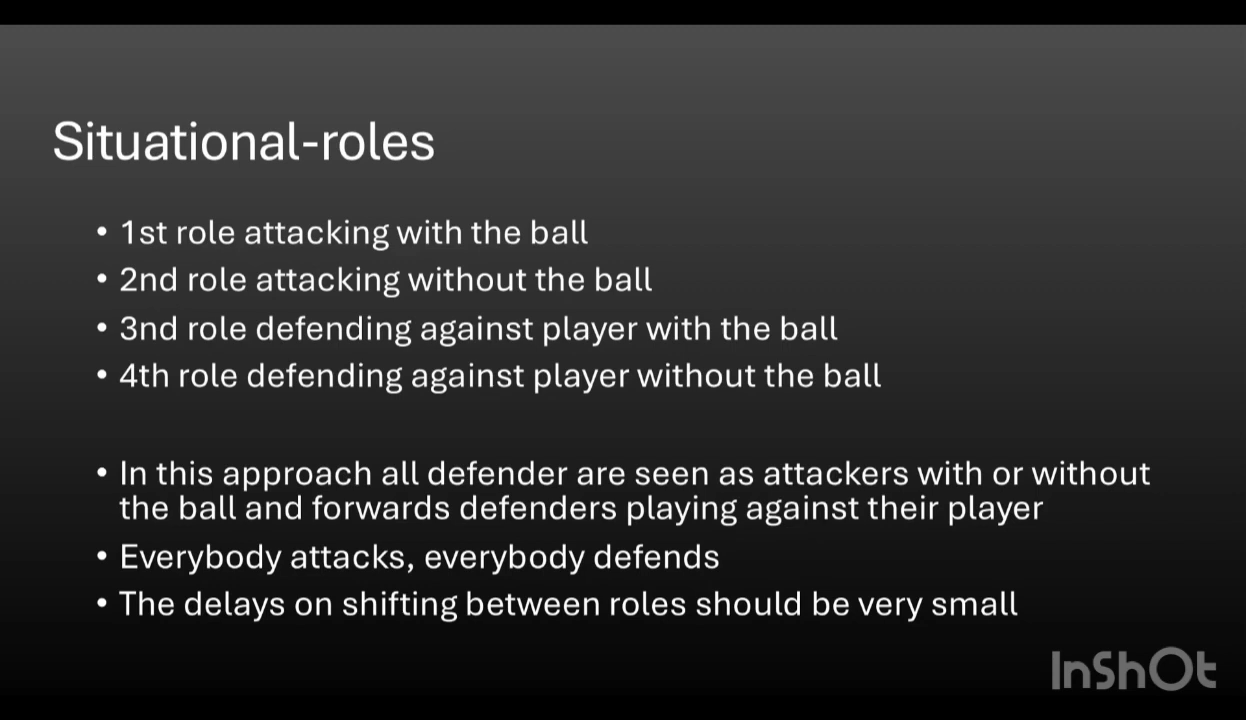 Situational-roles
• 1st role attacking with the ball
• 2nd role attacking without the ball
• 3nd role defending against player with the ball
• 4th role defending against player without the ball
• In this approach all defender are seen as attackers with or without
the ball and forwards defenders playing against their player
• Everybody attacks, everybody defends
• The delays on shifting between roles should be very small
InShOt